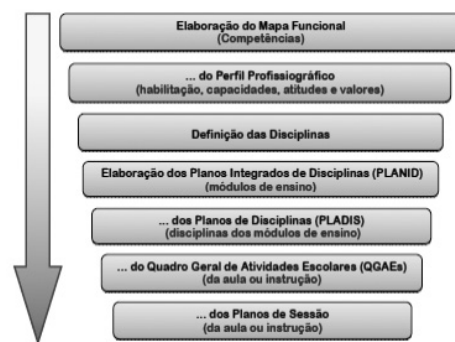 Elaboração do Mapa Funcional
(Competências)
... do Perfil Profissiográfico
(habilitação, capacidades, atitudes e valores)
Definição das Disciplinas
Elaboração dos Planos Integrados de Disciplinas (PLANID)
(módulos de ensino)
... dos Planos de Disciplinas (PLADIS)
(disciplinas dos módulos de ensino)
... do Quadro Geral de Atividades Escolares (QGAEs)
(da aula ou instrução)
... dos Planos de Sessão
(da aula ou instrução)